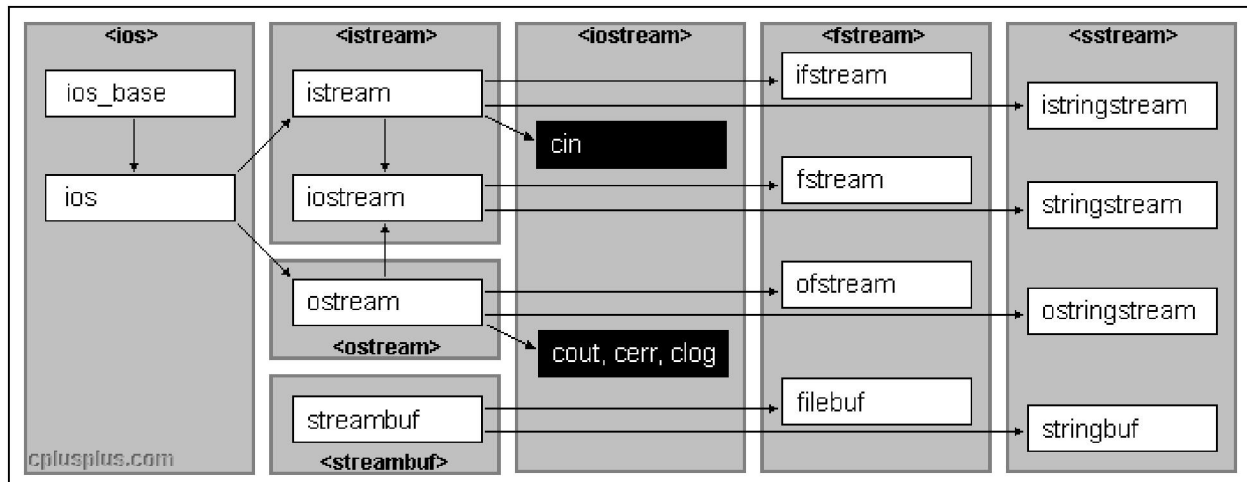 <ios>
ios_base
ios
cplusplus.com
<istream>
istream
iostream
ostream
<ostream>
streambuf
<streambuf>
<iostream>
cin
cout, cerr, clog
<fstream>
ifstream
fstream
ofstream
filebuf
<sstream>
istringstream
stringstream
ostringstream
stringbuf